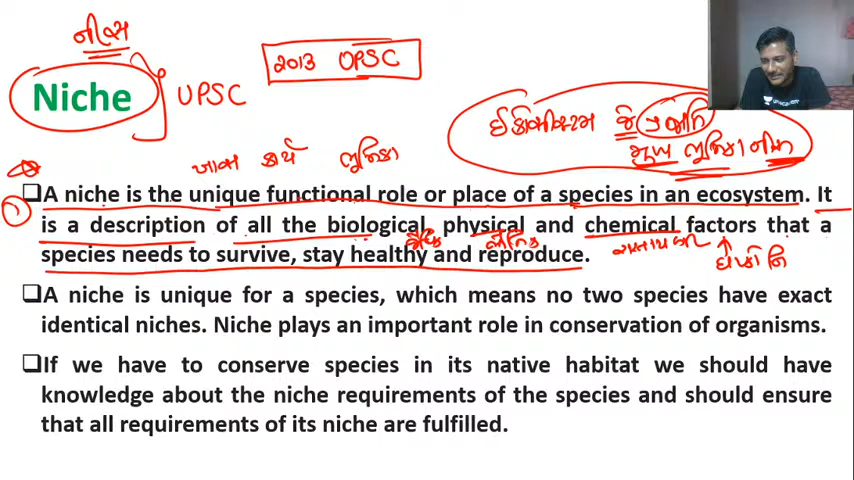 નીશ
2013 UPSC
Niche
UPSC
ઈકોસીસ્ટમ જે પ્રજાતિ
ભૂમિકા
ખાસ કાર્ય ભૂમિકા
① ❑A niche is the unique functional role or place of a species in an ecosystem. It
is a description of all the biological, physical and chemical factors that a
જૈવિક ભૌતિક
species needs to survive, stay healthy and reproduce.
❑A niche is unique for a species, which means no two species have exact
identical niches. Niche plays an important role in conservation of organisms.
❑If we have to conserve species in its native habitat we should have
knowledge about the niche requirements of the species and should ensure
that all requirements of its niche are fulfilled.